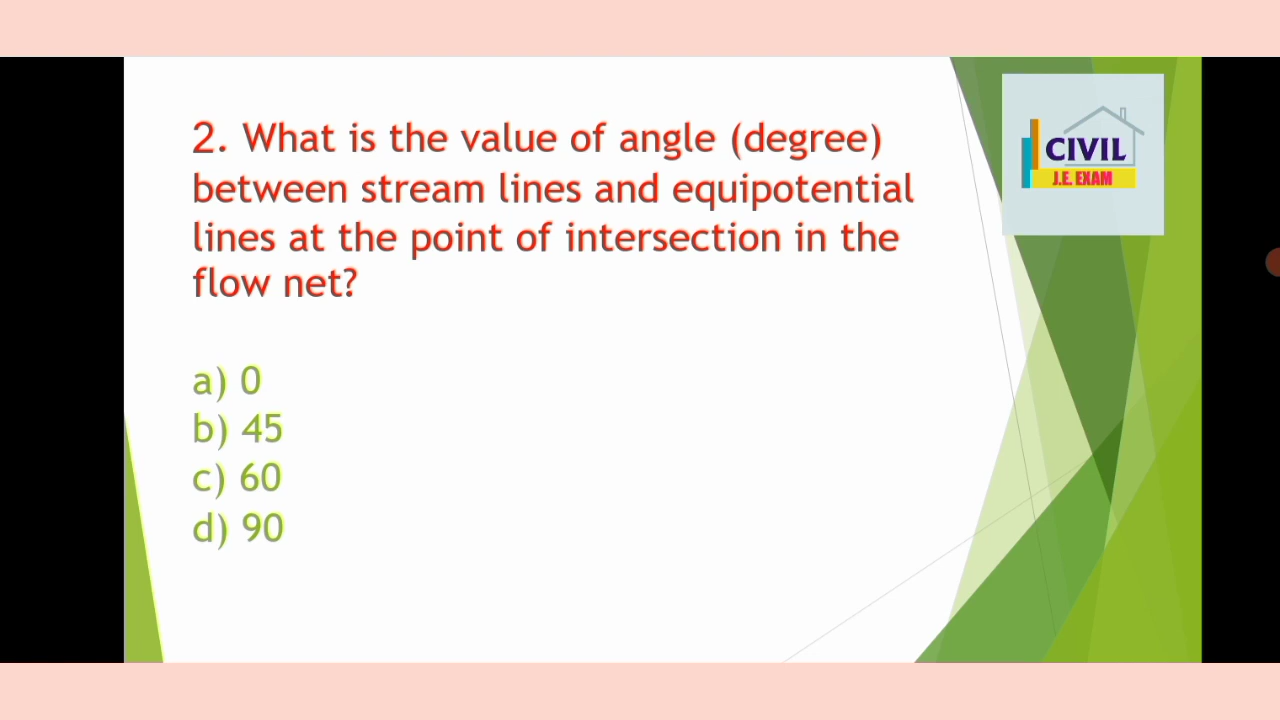 2. What is the value of angle (degree)
between stream lines and equipotential
lines at the point of intersection in the
flow net?
a) 0
b) 45
c) 60
d) 90
CIVIL
J.E. EXAM